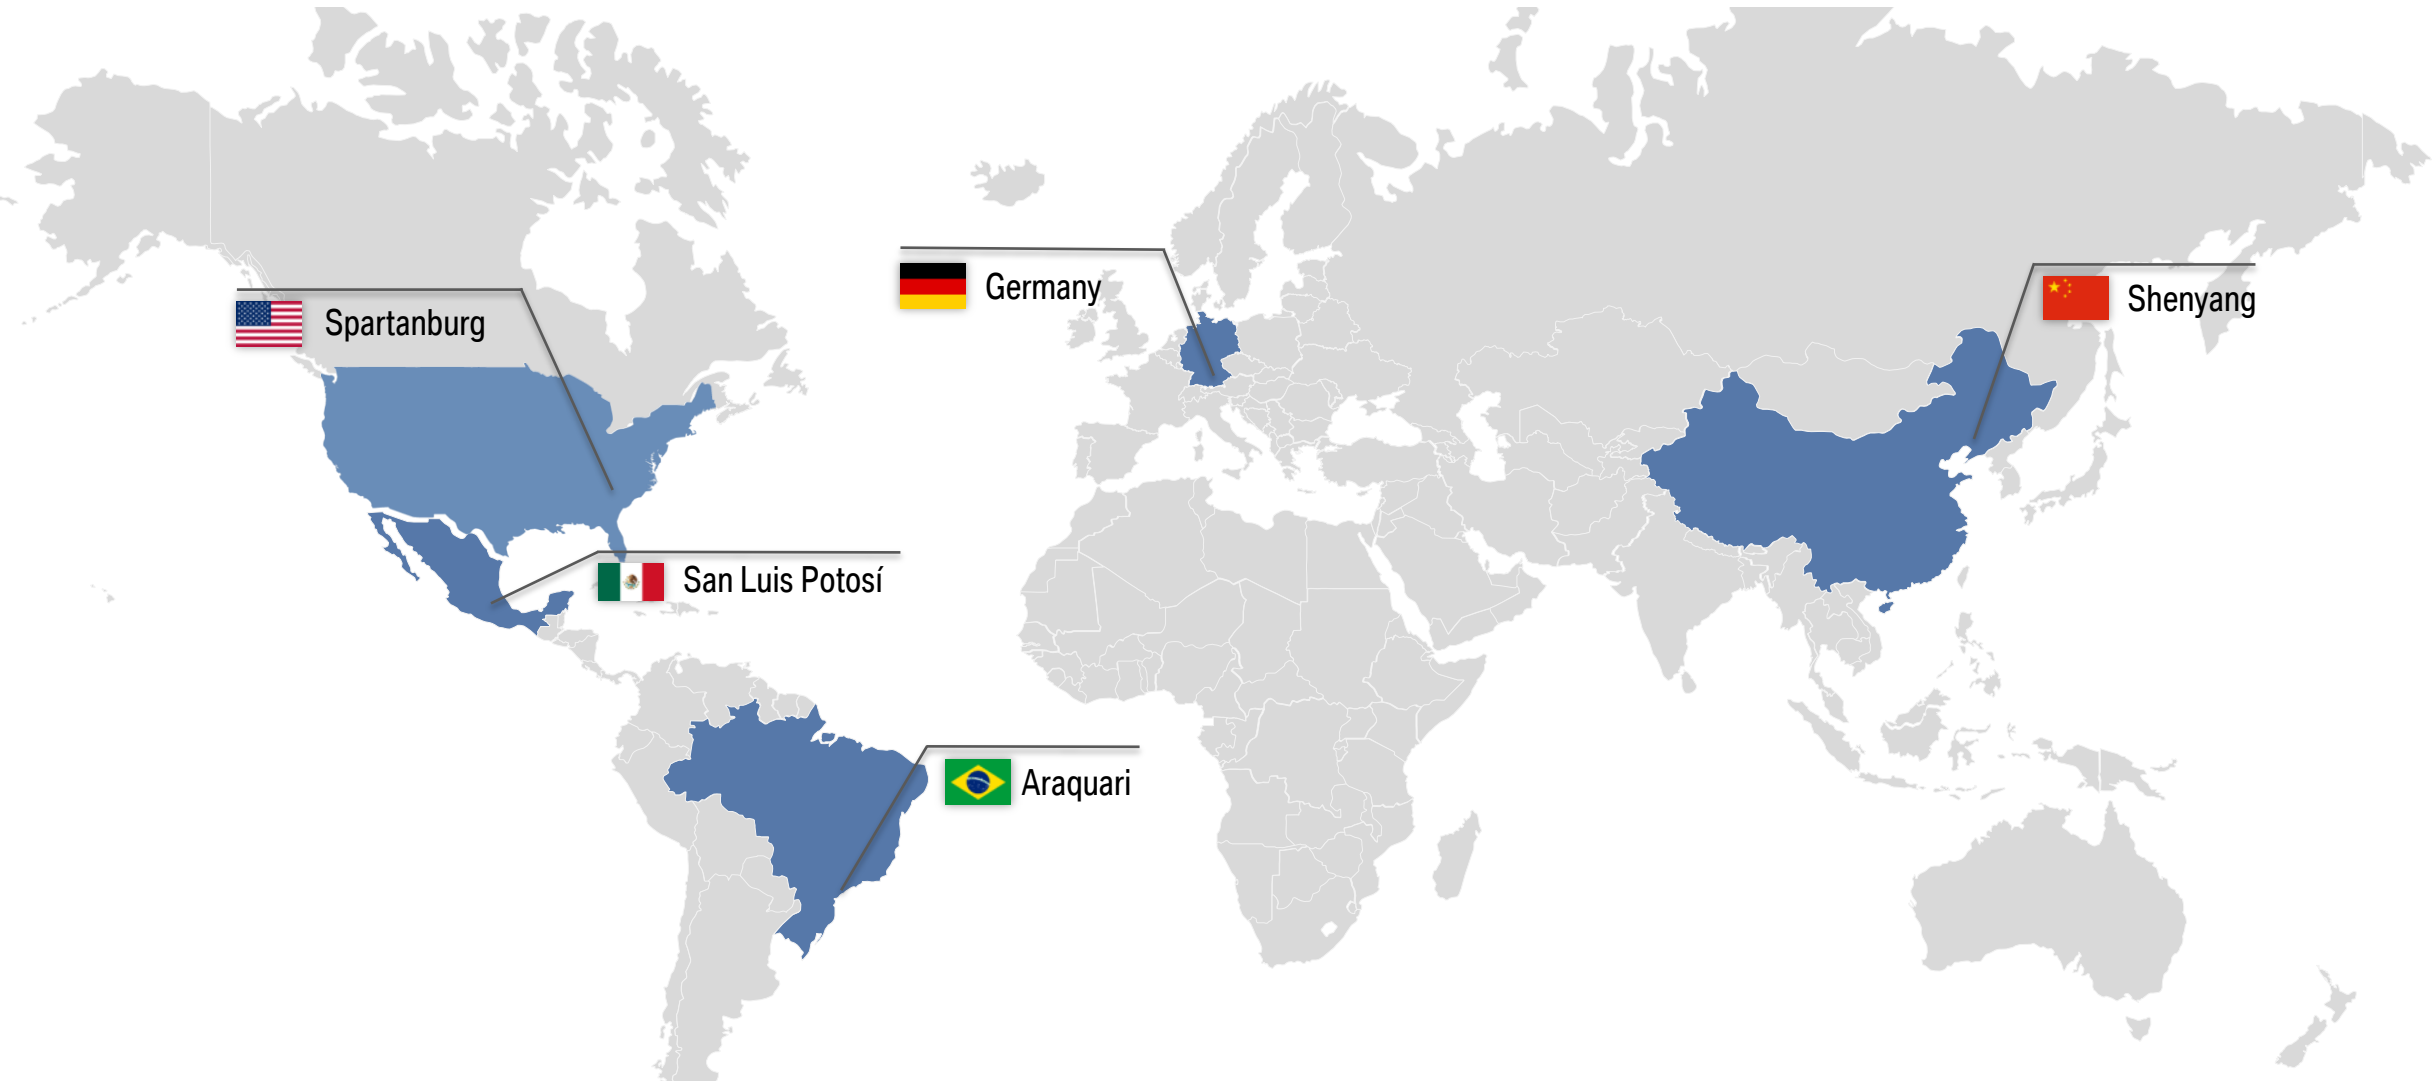 Germany
Shenyang
Spartanburg
San Luis Potosí
Araquari